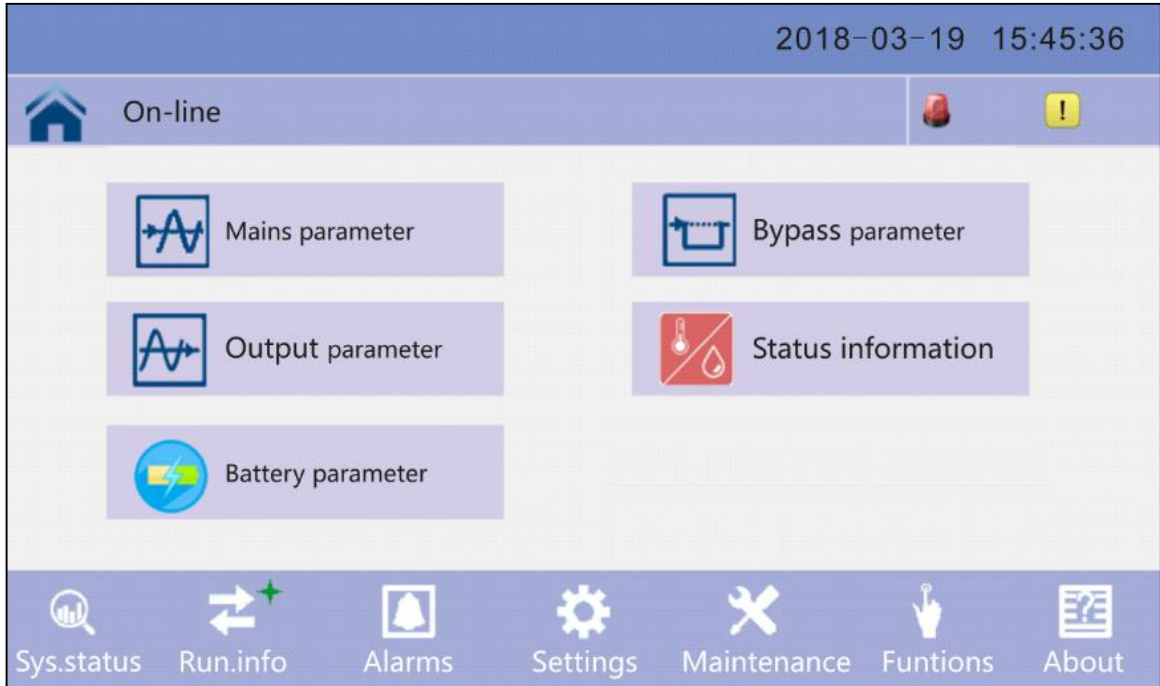 2018-03-19 15:45:36
On-line
!
Mains parameter
Bypass parameter
Output parameter
Status information
Battery parameter
Sys.status Run.info Alarms Settings Maintenance Funtions About